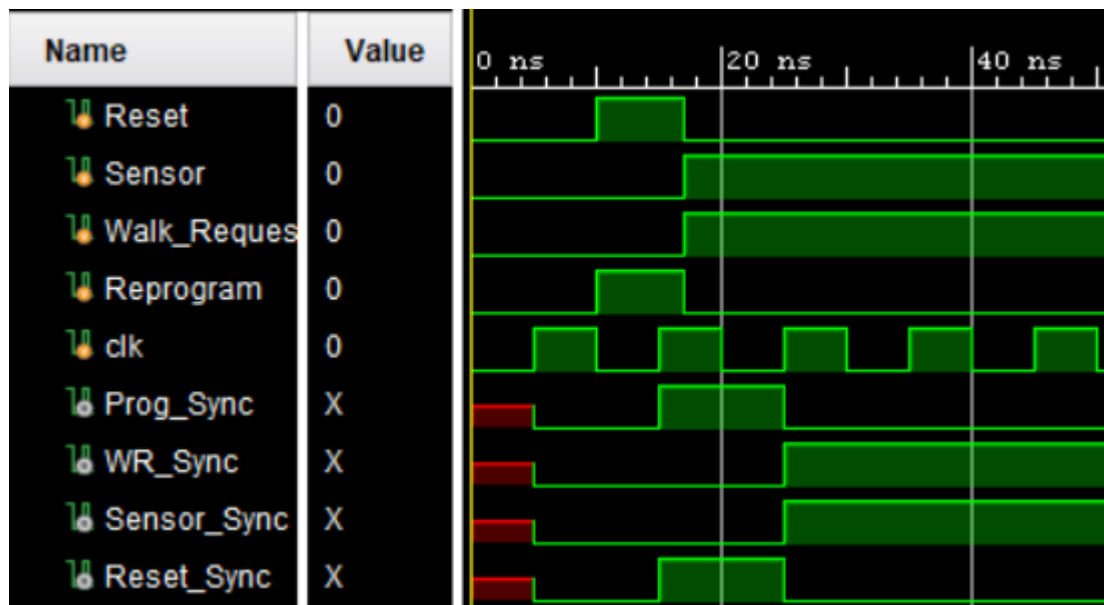 Name Value 0 ns 20 ns 40 ns
Reset 0
Sensor 0
Walk_Reques 0
Reprogram 0
clk 0
Prog_Sync X
WR_Sync X
Sensor_Sync X
Reset_Sync X